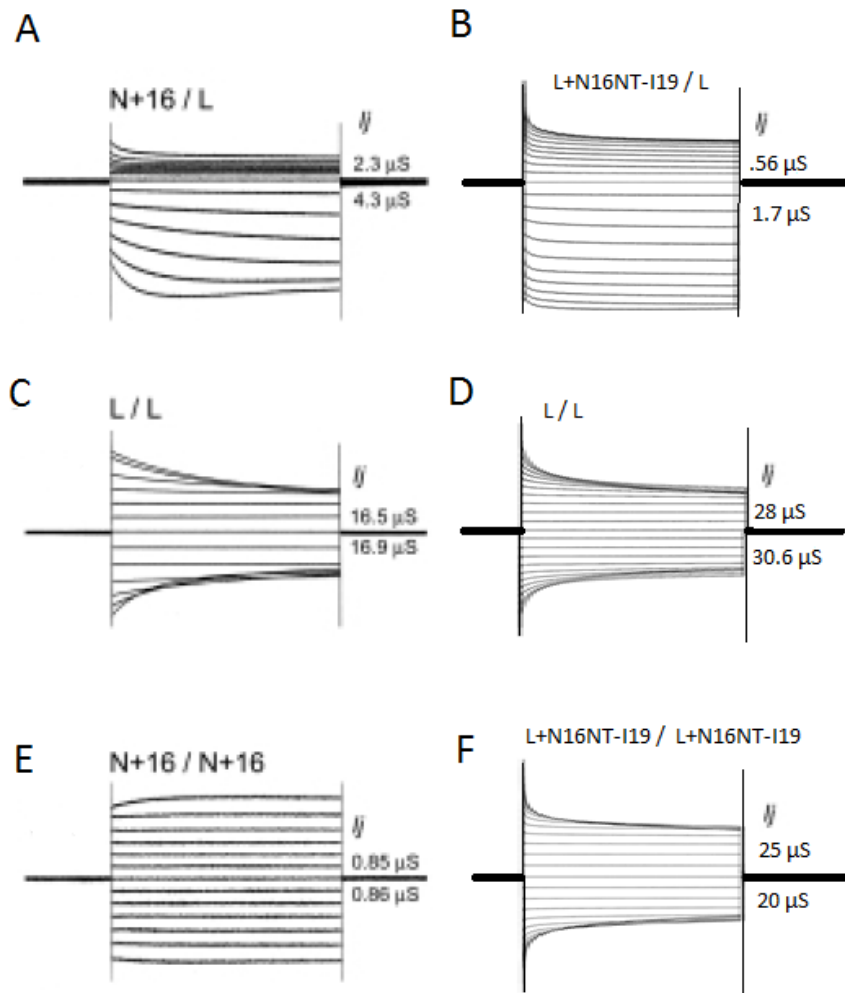 A
N+16 / L
Ij
2.3 µS
4.3 µS
B
L+N16NT-I19 / L
Ij
.56 µS
1.7 µS
C
L / L
Ij
16.5 µS
16.9 µS
D
L / L
Ij
28 µS
30.6 µS
E
N+16 / N+16
Ij
0.85 µS
0.86 µS
F
L+N16NT-I19 / L+N16NT-I19
Ij
25 µS
20 µS